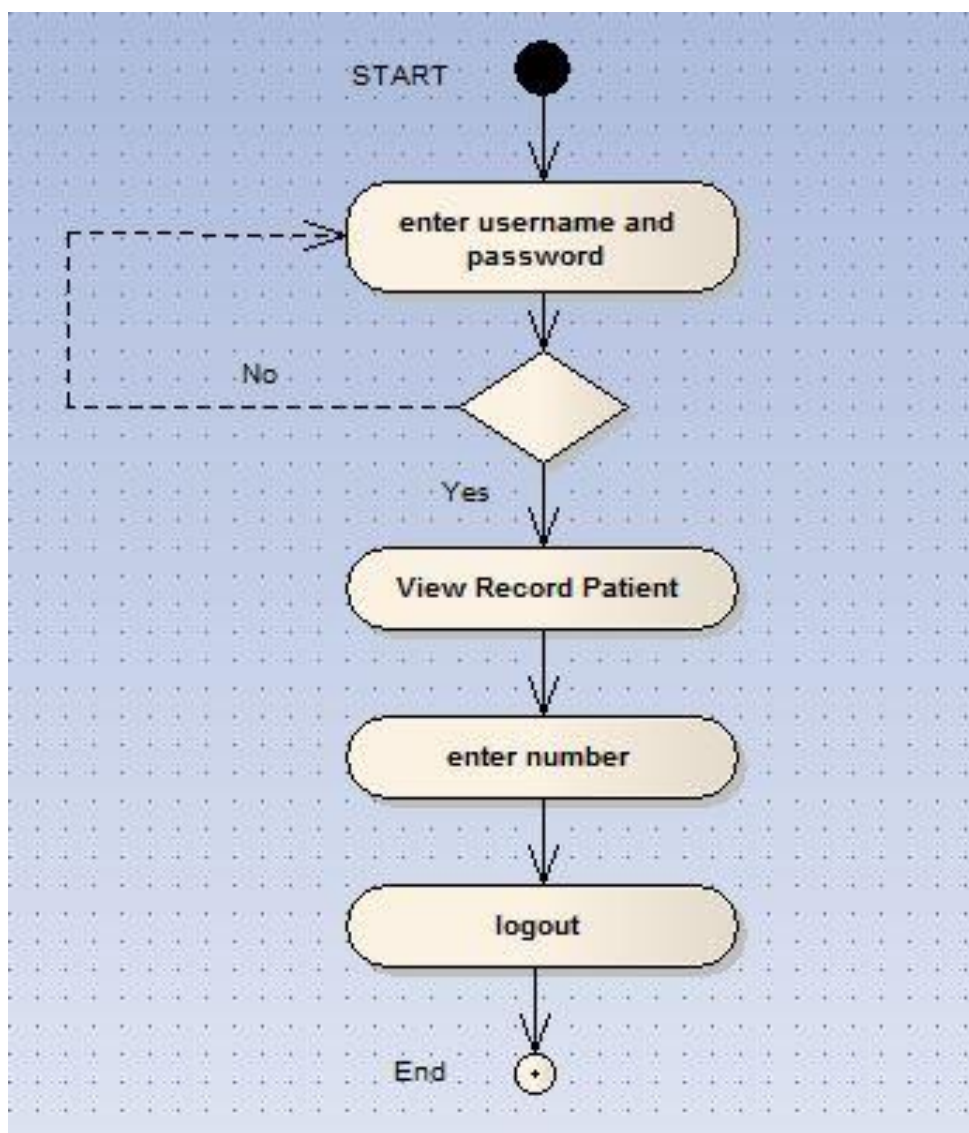 START
enter username and
password
No
Yes
View Record Patient
enter number
logout
End